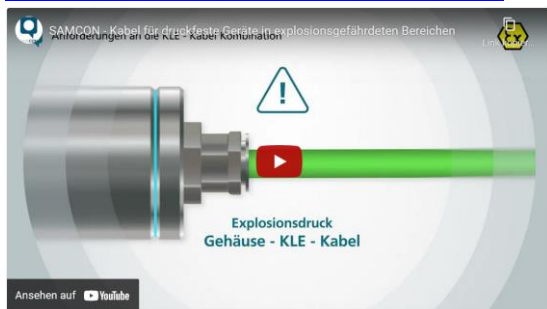 SAMCON - Kabel für druckfeste Geräte in explosionsgefährdeten Bereichen
Anforderungen an die KLE - Kabel Kombination
!
Explosionsdruck
Gehäuse - KLE - Kabel
Ansehen auf YouTube